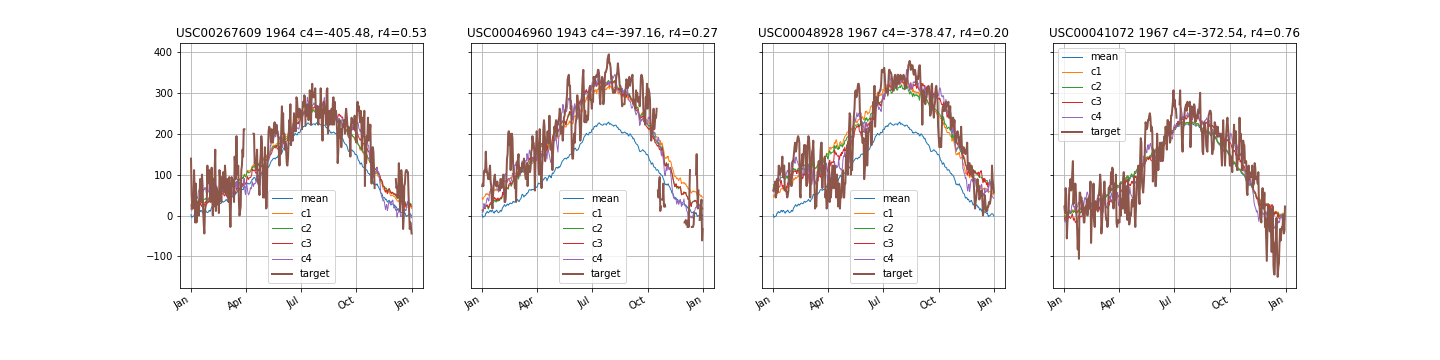 USC00267609 1964 c4=-405.48, r4=0.53
USC00046960 1943 c4=-397.16, r4=0.27
USC00048928 1967 c4=-378.47, r4=0.20
USC00041072 1967 c4=-372.54, r4=0.76
400
300
200
100
0
−100
mean
c1
c2
c3
c4
target
mean
c1
c2
c3
c4
target
mean
c1
c2
c3
c4
target
mean
c1
c2
c3
c4
target
Jan
Apr
Jul
Oct
Jan
Jan
Apr
Jul
Oct
Jan
Jan
Apr
Jul
Oct
Jan
Jan
Apr
Jul
Oct
Jan